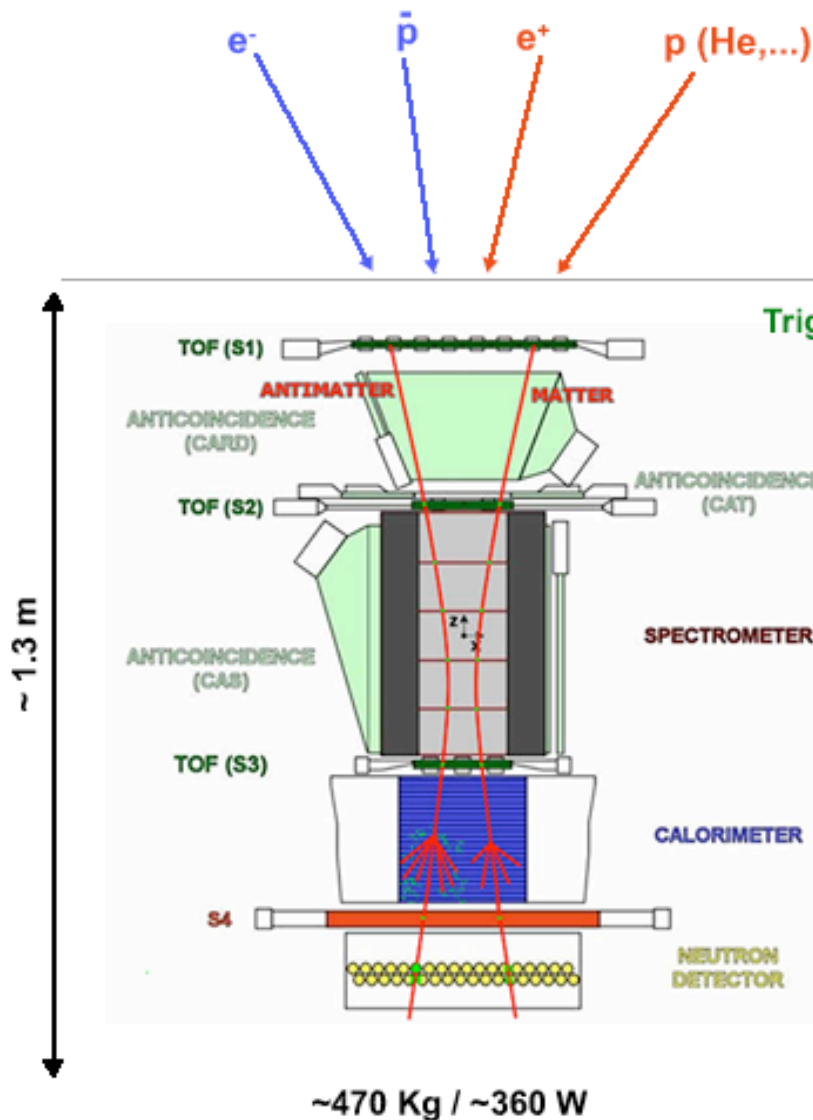 e⁻ p̄ e⁺ p (He,...)
Trig
TOF (S1)
ANTIMATTER
MATTER
ANTICOINCIDENCE
(CARD)
ANTICOINCIDENCE
(CAT)
TOF (S2)
~ 1.3 m
Z
X
SPECTROMETER
ANTICOINCIDENCE
(CAS)
TOF (S3)
CALORIMETER
S4
NEUTRON
DETECTOR
~470 Kg / ~360 W